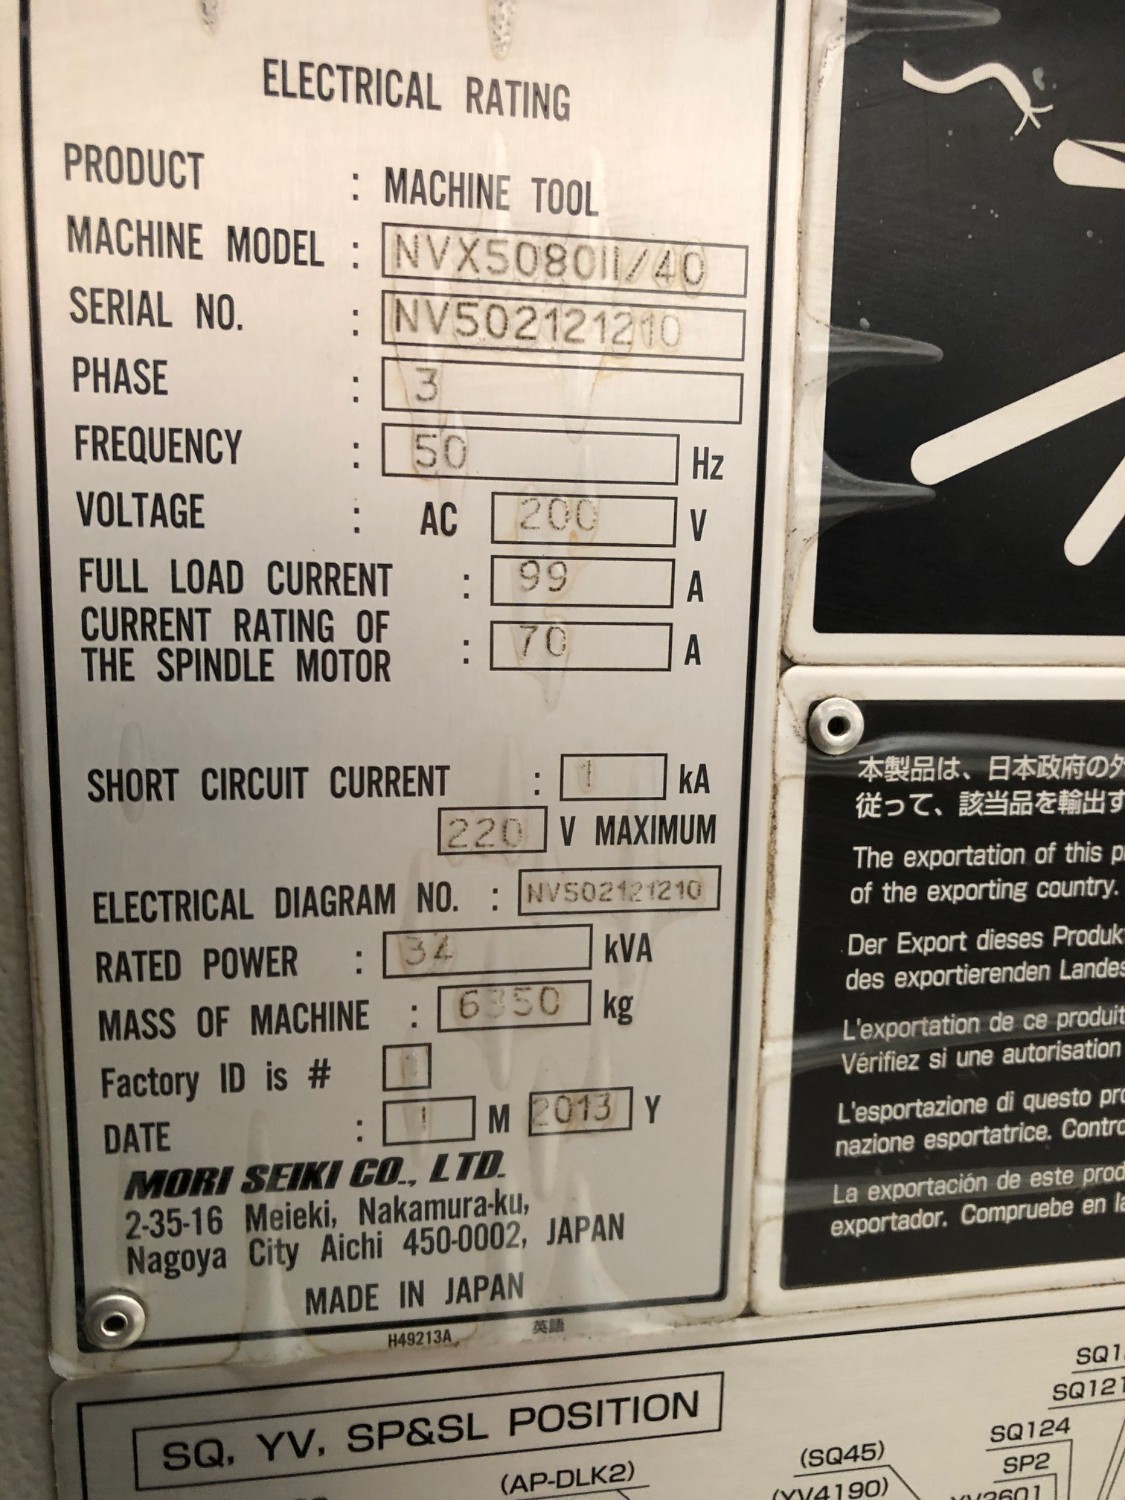 ELECTRICAL RATING
PRODUCT : MACHINE TOOL
MACHINE MODEL : NVX5080II/40
SERIAL NO. : NV502121210
PHASE : 3
FREQUENCY : 50 Hz
VOLTAGE : AC 200 V
FULL LOAD CURRENT : 99 A
CURRENT RATING OF
THE SPINDLE MOTOR : 70 A
SHORT CIRCUIT CURRENT : 1 kA
220 V MAXIMUM
ELECTRICAL DIAGRAM NO. : NV502121210
RATED POWER : 34 kVA
MASS OF MACHINE : 6350 kg
Factory ID is # 1
DATE : 1 M 2013 Y
MORI SEIKI CO., LTD.
2-35-16 Meieki, Nakamura-ku,
Nagoya City Aichi 450-0002, JAPAN
MADE IN JAPAN
H49213A 英語
本製品は、日本政府の外
従って、該当品を輸出す
The exportation of this p
of the exporting country.
Der Export dieses Produk
des exportierenden Landes
L'exportation de ce produit
Vérifiez si une autorisation
L'esportazione di questo pro
nazione esportatrice. Contro
La exportación de este prod
exportador. Compruebe en la
SQ, YV, SP&SL POSITION
(AP-DLK2)
(SQ45)
(YV4190)
SQ1
SQ121
SQ124
SP2
YV2601